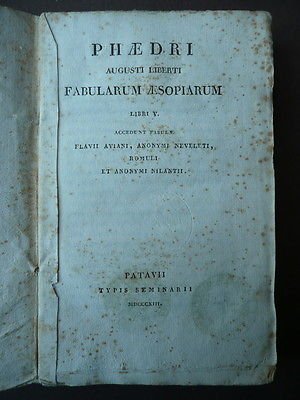 PHÆDRI
AUGUSTI LIBERTI
FABULARUM ÆSOPIARUM
LIBRI V.
ACCEDUNT FABULÆ
FLAVII AVIANI, ANONYMI NEVELETI,
ROMULI
ET ANONYMI NILANTII.
PATAVII
TYPIS SEMINARII
MDCCCXIII.